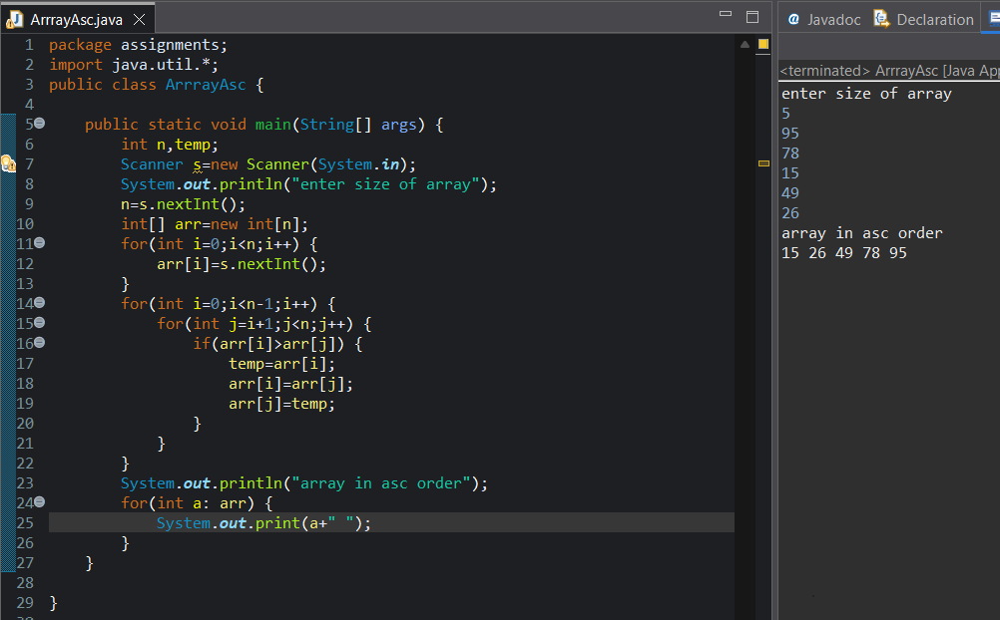 ArrrayAsc.java
1 package assignments;
2 import java.util.*;
3 public class ArrrayAsc {
4
5 public static void main(String[] args) {
6 int n,temp;
7 Scanner s=new Scanner(System.in);
8 System.out.println("enter size of array");
9 n=s.nextInt();
10 int[] arr=new int[n];
11 for(int i=0;i<n;i++) {
12 arr[i]=s.nextInt();
13 }
14 for(int i=0;i<n-1;i++) {
15 for(int j=i+1;j<n;j++) {
16 if(arr[i]>arr[j]) {
17 temp=arr[i];
18 arr[i]=arr[j];
19 arr[j]=temp;
20 }
21 }
22 }
23 System.out.println("array in asc order");
24 for(int a: arr) {
25 System.out.print(a+" ");
26 }
27 }
28
29 }
@ Javadoc Declaration
<terminated> ArrrayAsc [Java App
enter size of array
5
95
78
15
49
26
array in asc order
15 26 49 78 95